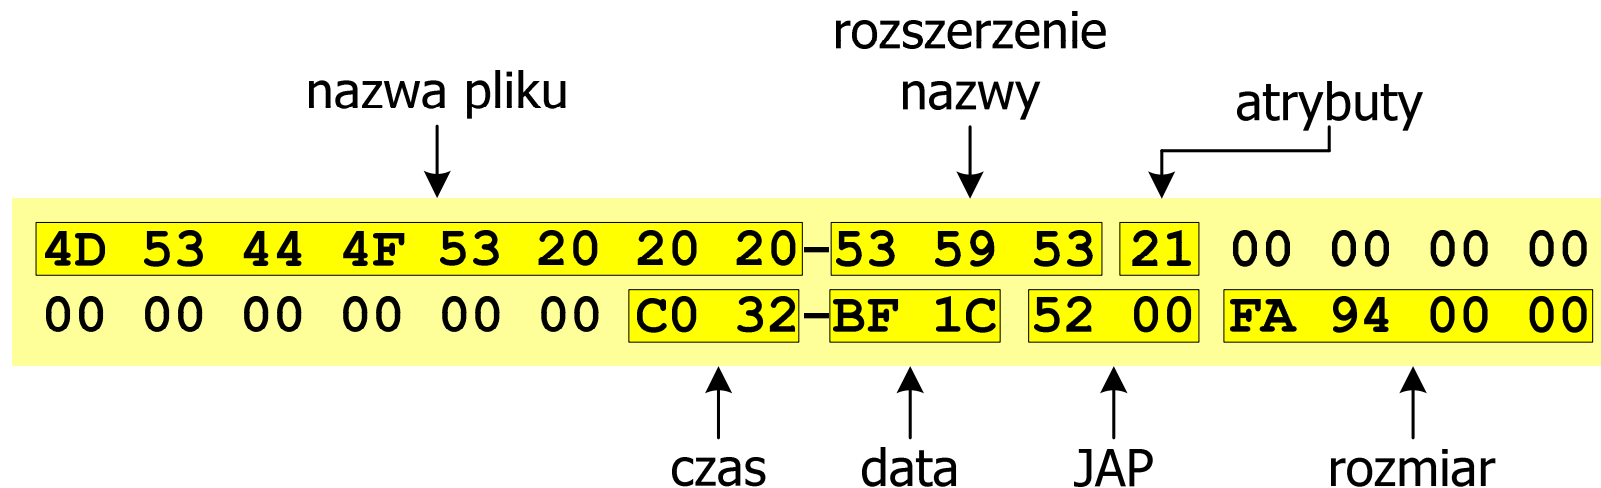 rozszerzenie
nazwa pliku nazwy atrybuty
4D 53 44 4F 53 20 20 20-53 59 53 21 00 00 00 00
00 00 00 00 00 00 C0 32-BF 1C 52 00 FA 94 00 00
czas data JAP rozmiar